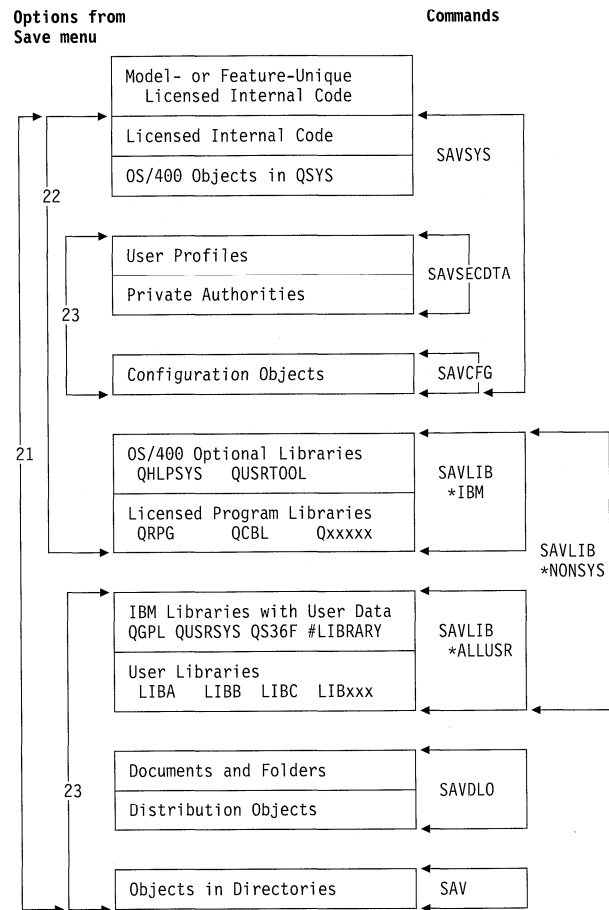 Options from
Save menu
Commands
Model- or Feature-Unique
Licensed Internal Code
Licensed Internal Code
OS/400 Objects in QSYS
SAVSYS
22
User Profiles
Private Authorities
SAVSECDTA
23
Configuration Objects
SAVCFG
21
OS/400 Optional Libraries
QHLPSYS QUSRTOOL
Licensed Program Libraries
QRPG QCBL Qxxxxx
SAVLIB
*IBM
SAVLIB
*NONSYS
IBM Libraries with User Data
QGPL QUSRSYS QS36F #LIBRARY
User Libraries
LIBA LIBB LIBC LIBxxx
SAVLIB
*ALLUSR
23
Documents and Folders
Distribution Objects
SAVDLO
Objects in Directories
SAV